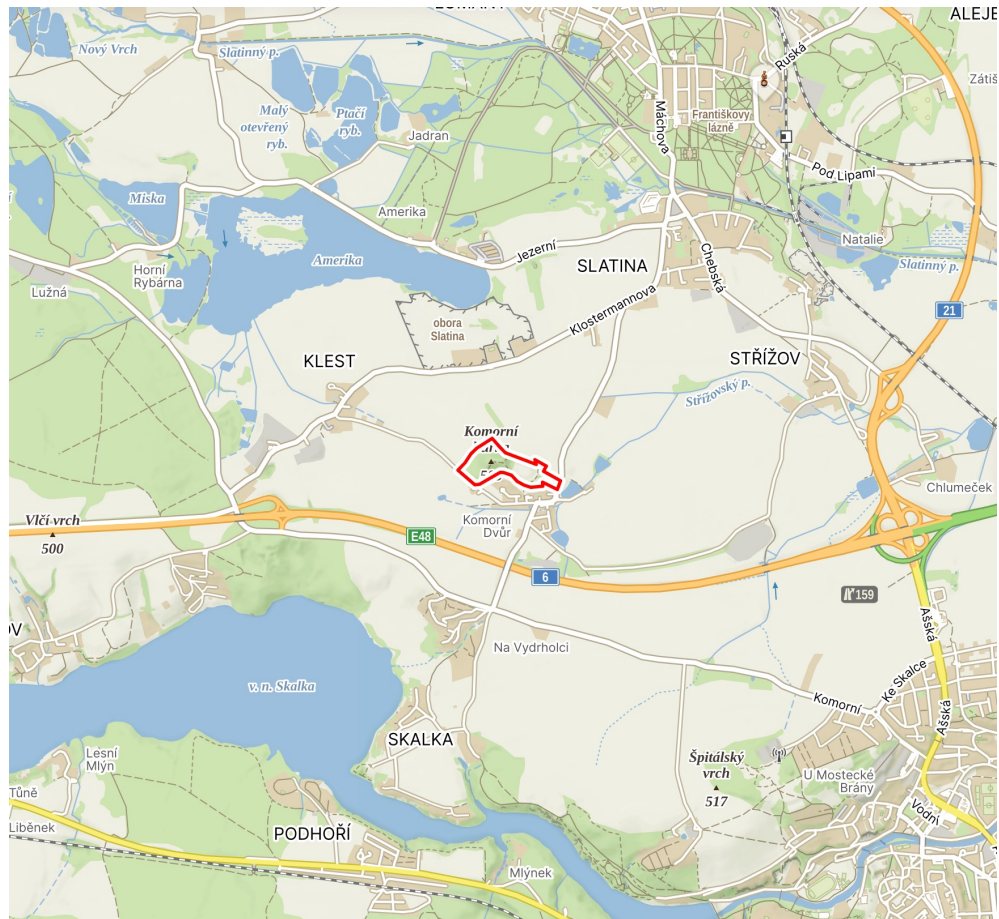 ALEJE
Nový Vrch
Slatinný p.
Ruská
Zátiš
Malý
otevřený
ryb.
Ptačí
ryb.
Máchova
Františkovy
lázně
Jadran
Pod Lipami
Miska
Amerika
Natalie
Jezerní
Chebská
Amerika
SLATINA
Slatinný p.
Horní
Rybárna
Lužná
Klostermannova
21
obora
Slatina
KLEST
STŘÍŽOV
Střížovský p.
Komorní
Chlumeček
Vlčí vrch
500
Komorní
Dvůr
E48
6
159
Ašská
OV
Na Vydrholci
Ke Skalce
v. n. Skalka
Komorní
Ašská
SKALKA
Lesní
Mlýn
Špitálský
vrch
517
U Mostecké
Brány
Tůně
Vodní
Liběnek
PODHOŘÍ
Mlýnek